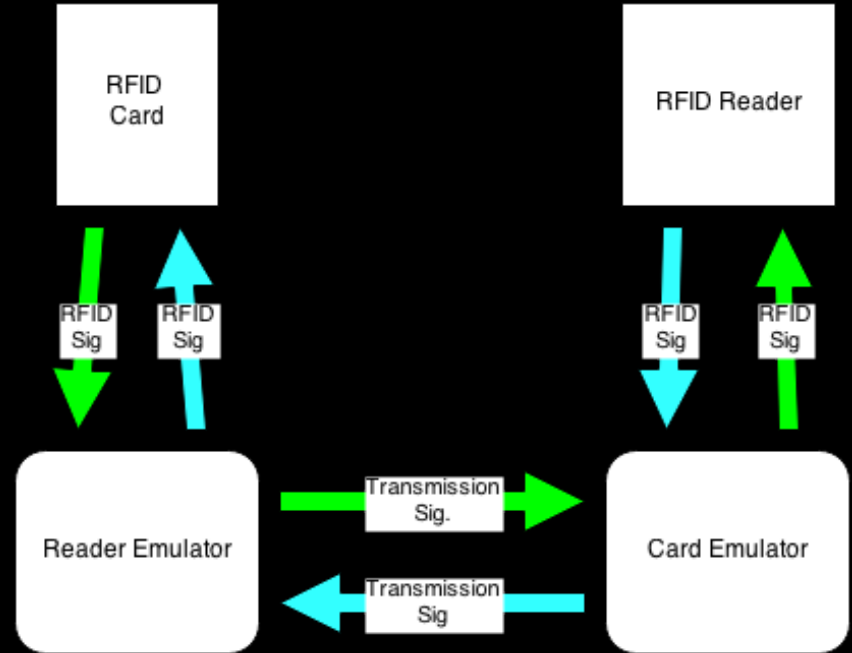 RFID
Card
RFID Reader
RFID
Sig
RFID
Sig
RFID
Sig
RFID
Sig
Transmission
Sig.
Reader Emulator
Card Emulator
Transmission
Sig